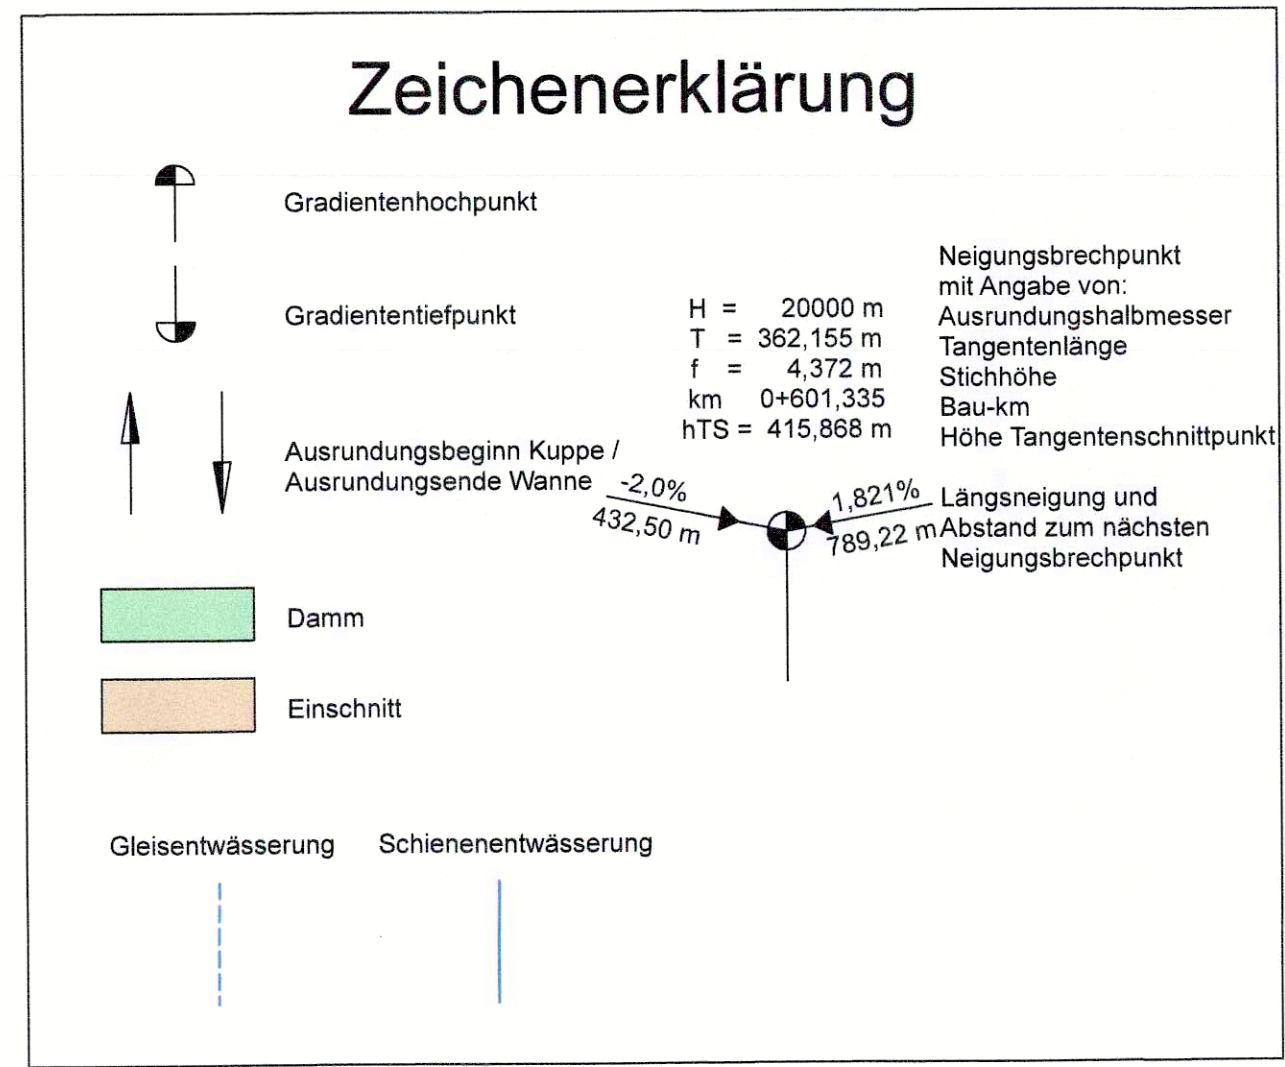 Zeichenerklärung
Gradientenhochpunkt
Gradiententiefpunkt
Ausrundungsbeginn Kuppe /
Ausrundungsende Wanne
H = 20000 m
T = 362,155 m
f = 4,372 m
km 0+601,335
hTS = 415,868 m
Neigungsbrechpunkt
mit Angabe von:
Ausrundungshalbmesser
Tangentenlänge
Stichhöhe
Bau-km
Höhe Tangentenschnittpunkt
-2,0%
432,50 m
1,821%
789,22 m
Längsneigung und
Abstand zum nächsten
Neigungsbrechpunkt
Damm
Einschnitt
Gleisentwässerung
Schienenentwässerung